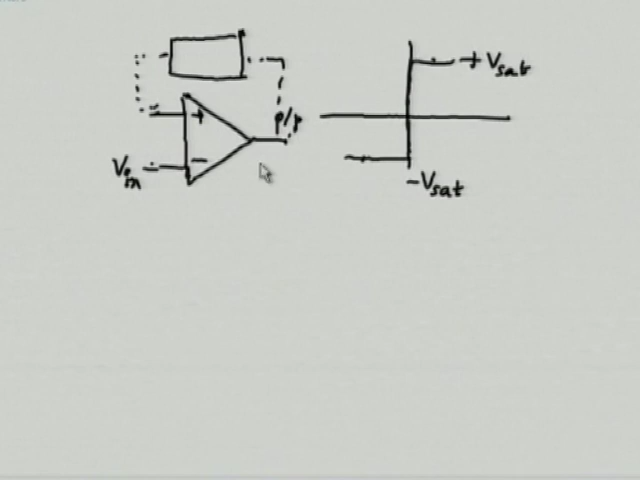 +
o/p
Vin
−
+ Vsat
-Vsat